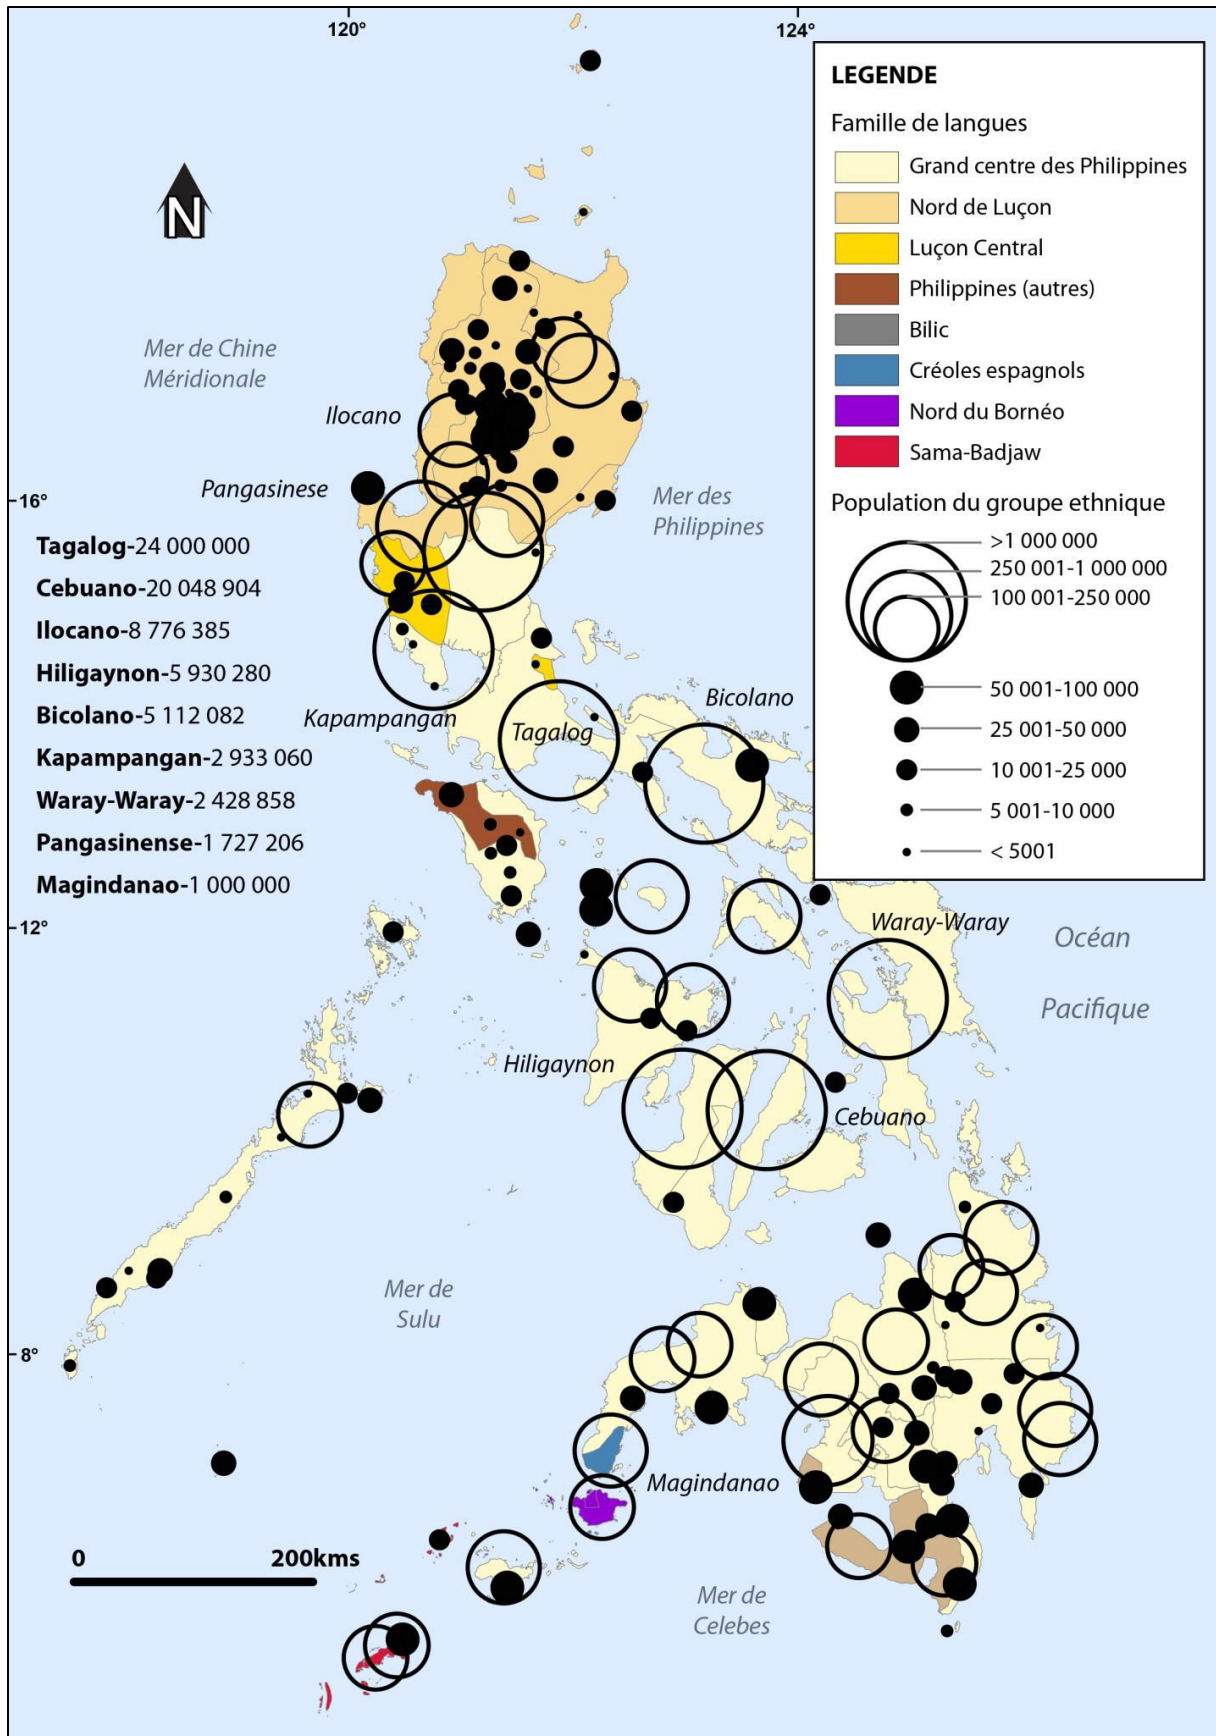 120°
124°
LEGENDE
Famille de langues
Grand centre des Philippines
Nord de Luçon
Luçon Central
Philippines (autres)
Bilic
Créoles espagnols
Nord du Bornéo
Sama-Badjaw
Population du groupe ethnique
>1 000 000
250 001-1 000 000
100 001-250 000
50 001-100 000
25 001-50 000
10 001-25 000
5 001-10 000
< 5001
N
Mer de Chine
Méridionale
Ilocano
Pangasinese
16°
Mer des
Philippines
Tagalog-24 000 000
Cebuano-20 048 904
Ilocano-8 776 385
Hiligaynon-5 930 280
Bicolano-5 112 082
Kapampangan-2 933 060
Waray-Waray-2 428 858
Pangasinense-1 727 206
Magindanao-1 000 000
Kapampangan
Tagalog
Bicolano
12°
Waray-Waray
Océan
Pacifique
Hiligaynon
Cebuano
Mer de
Sulu
8°
Magindanao
0
200kms
Mer de
Celebes